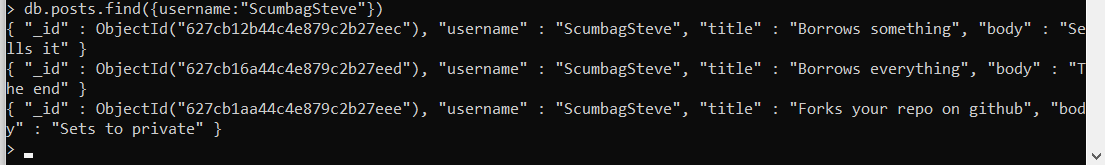 > db.posts.find({username:"ScumbagSteve"})
{ "_id" : ObjectId("627cb12b44c4e879c2b27eec"), "username" : "ScumbagSteve", "title" : "Borrows something", "body" : "Se
lls it" }
{ "_id" : ObjectId("627cb16a44c4e879c2b27eed"), "username" : "ScumbagSteve", "title" : "Borrows everything", "body" : "T
he end" }
{ "_id" : ObjectId("627cb1aa44c4e879c2b27eee"), "username" : "ScumbagSteve", "title" : "Forks your repo on github", "bod
y" : "Sets to private" }
>